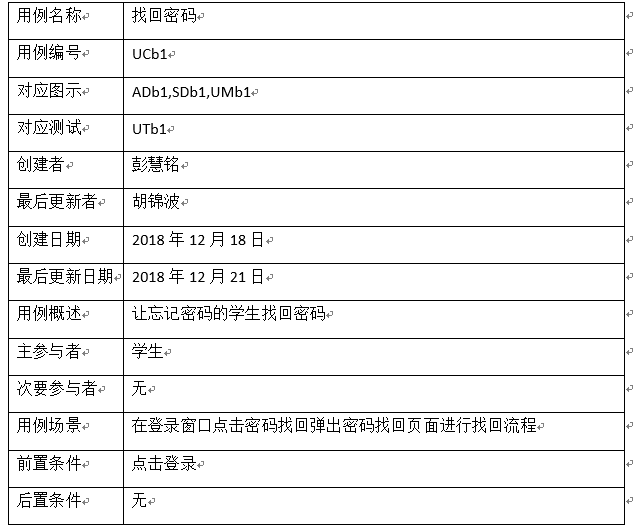 用例名称 找回密码
用例编号 UCb1
对应图示 ADb1,SDb1,UMb1
对应测试 UTb1
创建者 彭慧铭
最后更新者 胡锦波
创建日期 2018 年 12 月 18 日
最后更新日期 2018 年 12 月 21 日
用例概述 让忘记密码的学生找回密码
主参与者 学生
次要参与者 无
用例场景 在登录窗口点击密码找回弹出密码找回页面进行找回流程
前置条件 点击登录
后置条件 无